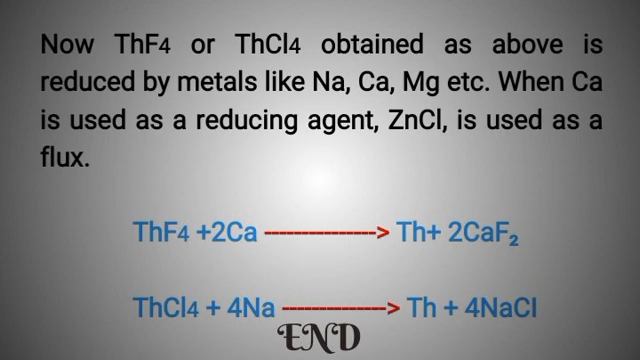 Now ThF4 or ThCl4 obtained as above is
reduced by metals like Na, Ca, Mg etc. When Ca
is used as a reducing agent, ZnCl, is used as a
flux.
ThF4 +2Ca ---------------> Th+ 2CaF₂
ThCl4 + 4Na --------------> Th + 4NaCl
END